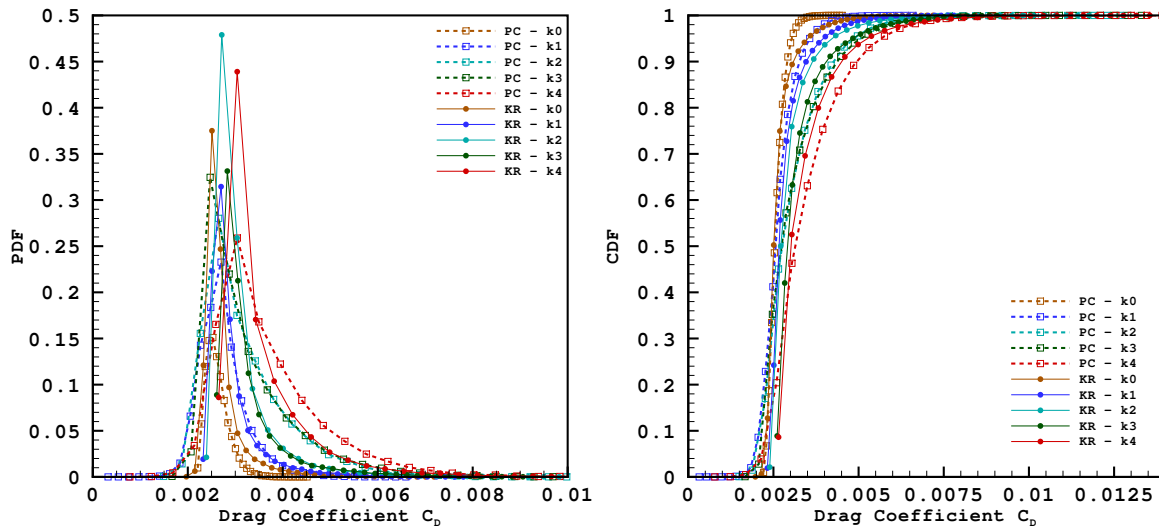 0.5
0.45
0.4
0.35
0.3
0.25
0.2
0.15
0.1
0.05
0
PDF
0
0.002
0.004
0.006
0.008
0.01
Drag Coefficient C_D
PC - k0
PC - k1
PC - k2
PC - k3
PC - k4
KR - k0
KR - k1
KR - k2
KR - k3
KR - k4
1
0.9
0.8
0.7
0.6
0.5
0.4
0.3
0.2
0.1
0
CDF
0
0.0025
0.005
0.0075
0.01
0.0125
Drag Coefficient C_D
PC - k0
PC - k1
PC - k2
PC - k3
PC - k4
KR - k0
KR - k1
KR - k2
KR - k3
KR - k4